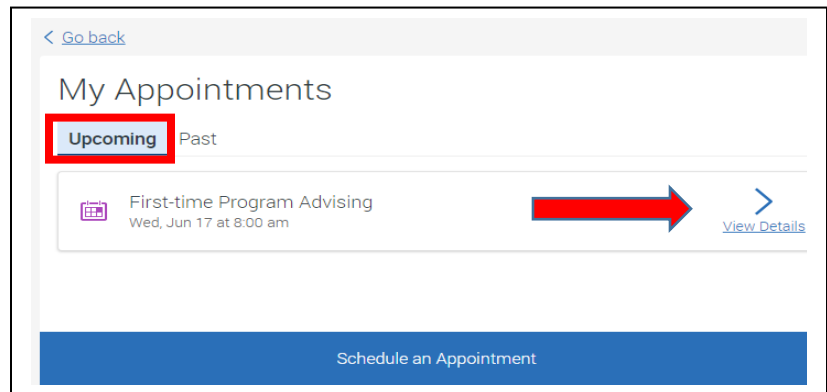 Go back
My Appointments
Upcoming Past
First-time Program Advising
Wed, Jun 17 at 8:00 am
View Details
Schedule an Appointment